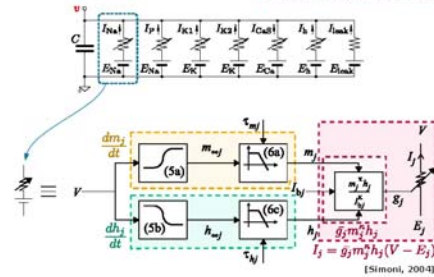 v
I_Na I_P I_K1 I_K2 I_CaS I_h I_leak
C
E_Na E_Na E_K E_K E_Ca E_h E_leak
τ_mj
dm_j/dt
m_∞j
m_j
(5a)
(6a)
V
I_j
V
I_bj
g_j
(5b)
(6c)
dh_j/dt
h_∞j
h_j
E_j
τ_hj
I_j = g_j m_j^n h_j (V − E_j)
[Simoni, 2004]